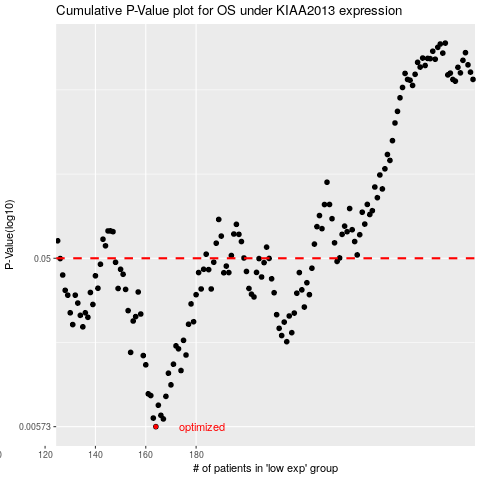 Cumulative P-Value plot for OS under KIAA2013 expression
P-Value(log10)
0.05
0.00573
optimized
0 120 140 160 180
# of patients in 'low exp' group